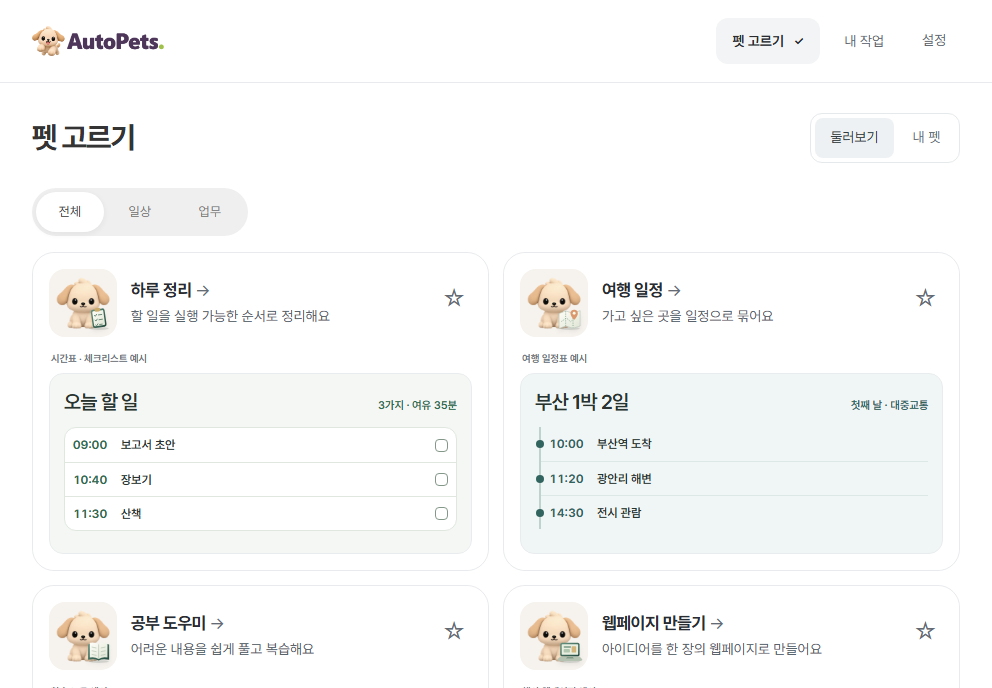 AutoPets.
펫 고르기
내 작업
설정
펫 고르기
둘러보기
내 펫
전체
일상
업무
하루 정리 →
할 일을 실행 가능한 순서로 정리해요
시간표 · 체크리스트 예시
오늘 할 일
3가지 · 여유 35분
09:00 보고서 초안
10:40 장보기
11:30 산책
여행 일정 →
가고 싶은 곳을 일정으로 묶어요
여행 일정표 예시
부산 1박 2일
첫째 날 · 대중교통
10:00 부산역 도착
11:20 광안리 해변
14:30 전시 관람
공부 도우미 →
어려운 내용을 쉽게 풀고 복습해요
웹페이지 만들기 →
아이디어를 한 장의 웹페이지로 만들어요